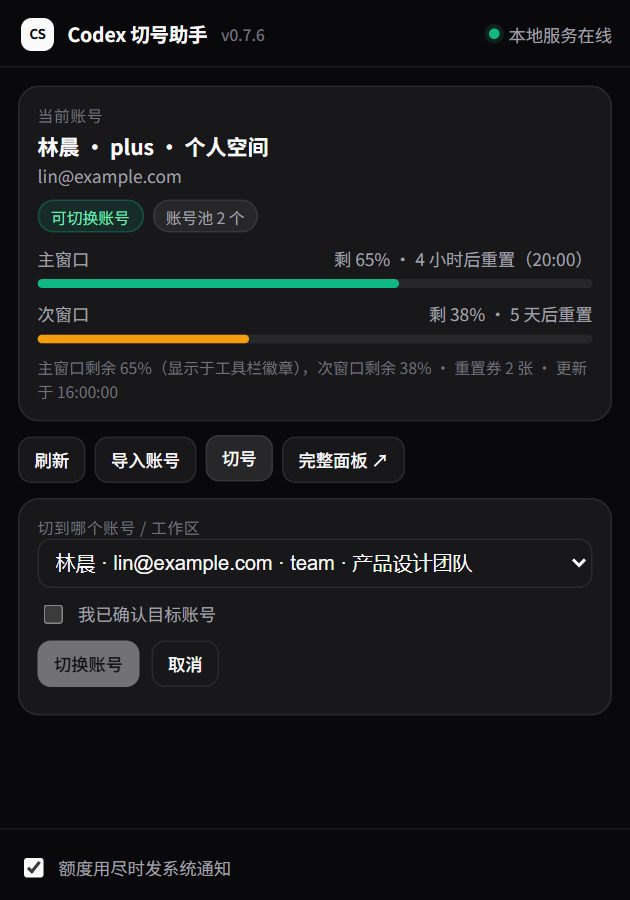 CS Codex 切号助手 v0.7.6 本地服务在线
当前账号
林晨 · plus · 个人空间
lin@example.com
可切换账号 账号池 2 个
主窗口 剩 65% · 4 小时后重置（20:00）
次窗口 剩 38% · 5 天后重置
主窗口剩余 65%（显示于工具栏徽章），次窗口剩余 38% · 重置券 2 张 · 更新
于 16:00:00
刷新 导入账号 切号 完整面板 ↗
切到哪个账号 / 工作区
林晨 · lin@example.com · team · 产品设计团队
我已确认目标账号
切换账号 取消
额度用尽时发系统通知